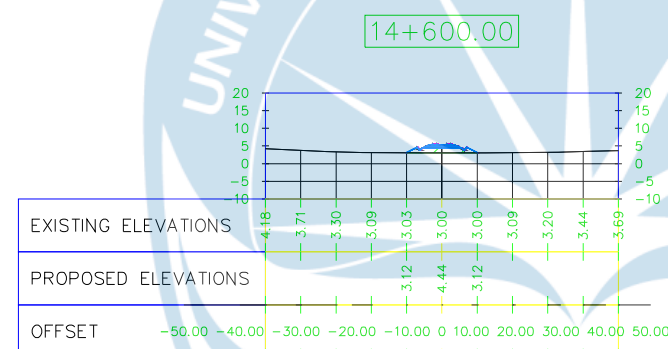 14+600.00
UNIV
20 20
15 15
10 10
5 5
0 0
-5 -5
-10 -10
EXISTING ELEVATIONS 4.18 3.71 3.30 3.09 3.03 3.00 3.00 3.09 3.20 3.44 3.69
PROPOSED ELEVATIONS 3.12 4.44 3.12
OFFSET -50.00 -40.00 -30.00 -20.00 -10.00 0 10.00 20.00 30.00 40.00 50.00